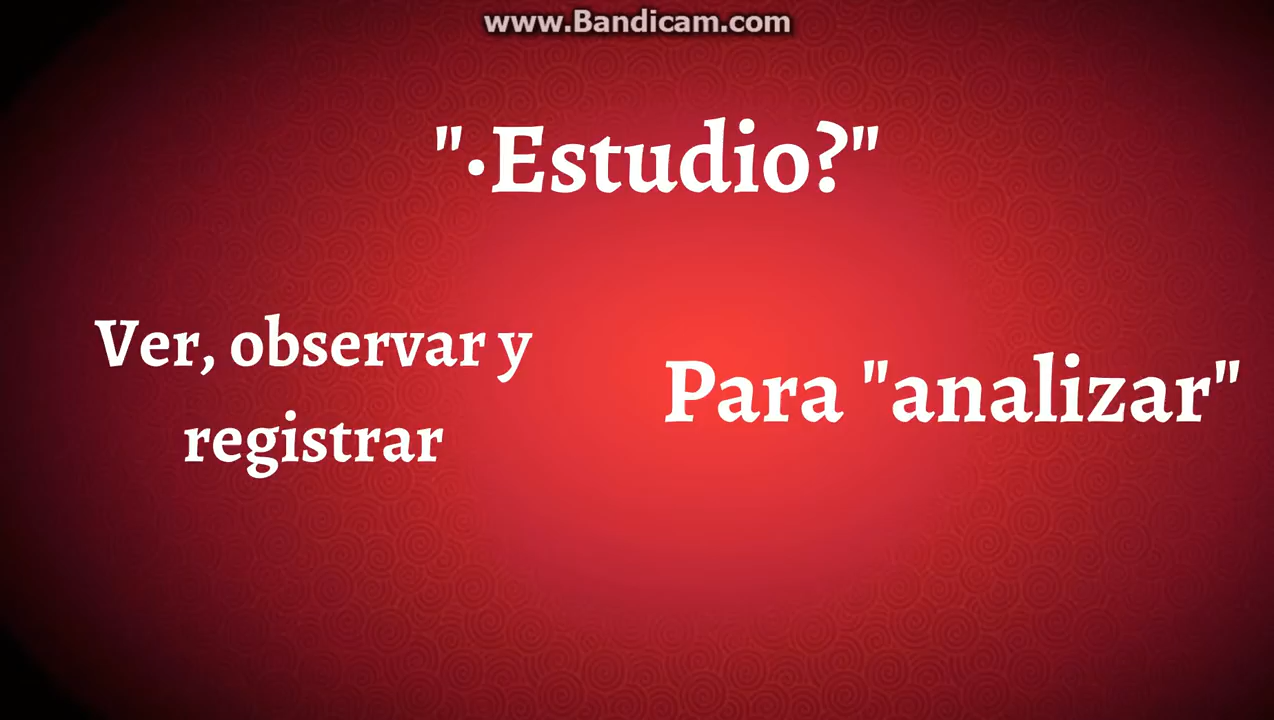 www.Bandicam.com
"·Estudio?"
Ver, observar y
registrar
Para "analizar"